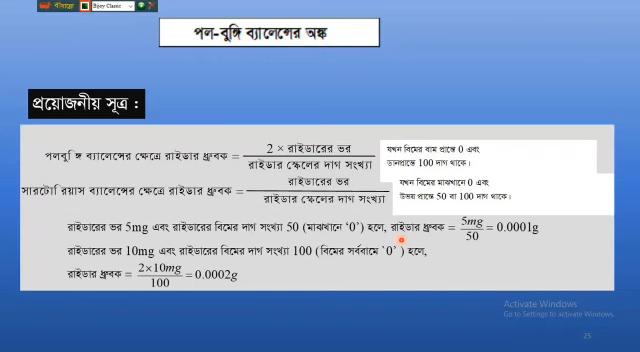 বাংলা Bijoy Classic
পল-বুঙ্গি ব্যালেন্সের অঙ্ক
প্রয়োজনীয় সূত্র :
পলবুঙ্গি ব্যালেন্সের ক্ষেত্রে রাইডার ধ্রুবক = 2 × রাইডারের ভর / রাইডার স্কেলের দাগ সংখ্যা
যখন বিমের বাম প্রান্তে 0 এবং
ডানপ্রান্তে 100 দাগ থাকে।
সারটোরিয়াস ব্যালেন্সের ক্ষেত্রে রাইডার ধ্রুবক = রাইডারের ভর / রাইডার স্কেলের দাগ সংখ্যা
যখন বিমের মাঝখানে 0 এবং
উভয় প্রান্তে 50 বা 100 দাগ থাকে।
রাইডারের ভর 5mg এবং রাইডারের বিমের দাগ সংখ্যা 50 (মাঝখানে ‘0’) হলে, রাইডার ধ্রুবক = 5mg / 50 = 0.0001g
রাইডারের ভর 10mg এবং রাইডারের বিমের দাগ সংখ্যা 100 (বিমের সর্ববামে `0’ ) হলে,
রাইডার ধ্রুবক = 2×10mg / 100 = 0.0002g
Activate Windows
Go to Settings to activate Windows.
25